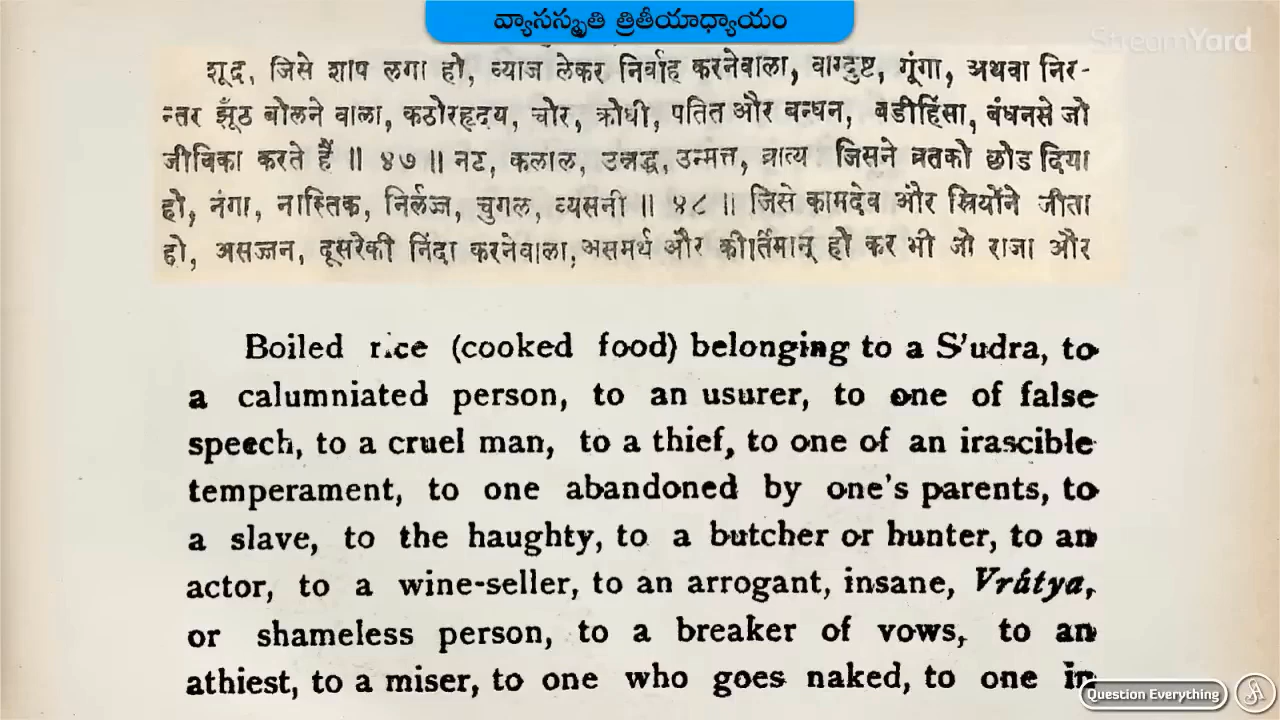 వ్యాసస్మృతి త్రితీయాధ్యాయం
StreamYard
शूद्र, जिसे शाप लगा हो, ब्याज लेकर निर्वाह करनेवाला, वाग्दुष्ट, गूंगा, अथवा निर-
न्तर झूँठ बोलने वाला, कठोरहृदय, चोर, क्रोधी, पतित और बन्धन, बडीहिंसा, बंधनसे जो
जीविका करते हैं ॥ ४७ ॥ नट, कलाल, उन्नद्ध, उन्मत्त, व्रात्य जिसने व्रतको छोड दिया
हो, नंगा, नास्तिक, निर्लज्ज, चुगल, व्यसनी ॥ ४८ ॥ जिसे कामदेव और स्त्रियोंने जीता
हो, असज्जन, दूसरेकी निंदा करनेवाला, असमर्थ और कीर्तिमान् हो कर भी जो राजा और
Boiled rice (cooked food) belonging to a S'udra, to
a calumniated person, to an usurer, to one of false
speech, to a cruel man, to a thief, to one of an irascible
temperament, to one abandoned by one's parents, to
a slave, to the haughty, to a butcher or hunter, to an
actor, to a wine-seller, to an arrogant, insane, Vrátya,
or shameless person, to a breaker of vows, to an
athiest, to a miser, to one who goes naked, to one in
Question Everything